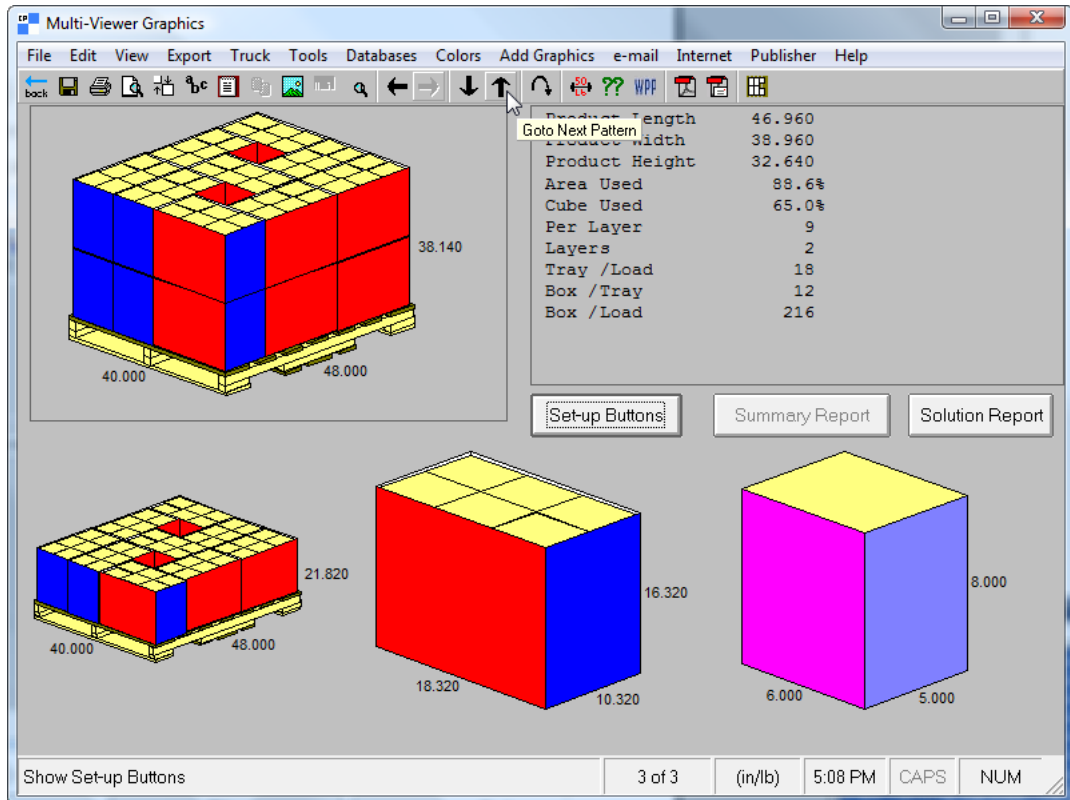 Multi-Viewer Graphics
File Edit View Export Truck Tools Databases Colors Add Graphics e-mail Internet Publisher Help
back abc 50 LB ?? WPP
Goto Next Pattern
Product Length 46.960
Product Width 38.960
Product Height 32.640
Area Used 88.6%
Cube Used 65.0%
Per Layer 9
Layers 2
Tray /Load 18
Box /Tray 12
Box /Load 216
38.140
40.000 48.000
Set-up Buttons Summary Report Solution Report
21.820
40.000 48.000
16.320
18.320 10.320
8.000
6.000 5.000
Show Set-up Buttons 3 of 3 (in/lb) 5:08 PM CAPS NUM